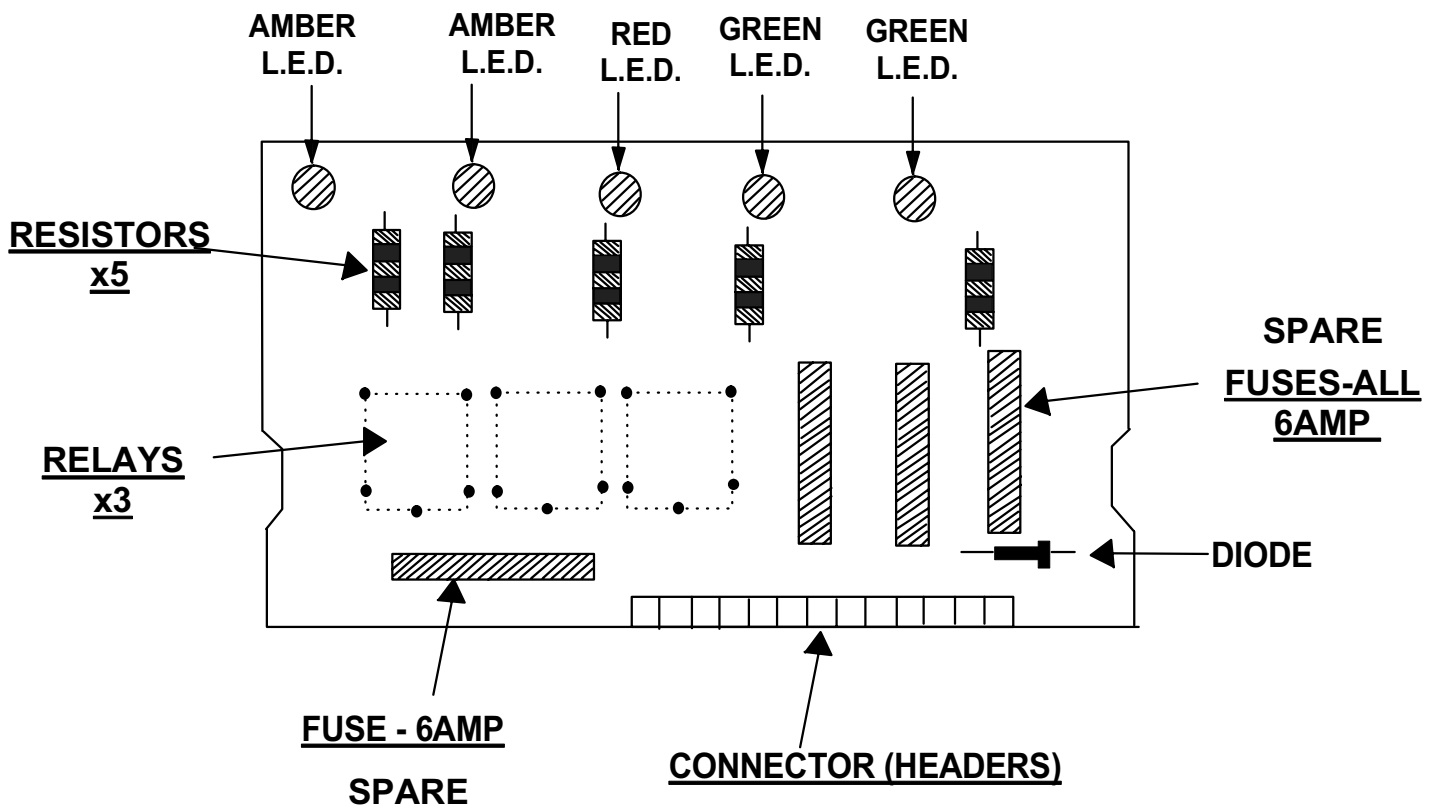 AMBER
L.E.D.
AMBER
L.E.D.
RED
L.E.D.
GREEN
L.E.D.
GREEN
L.E.D.
RESISTORS
x5
SPARE
FUSES-ALL
6AMP
RELAYS
x3
DIODE
FUSE - 6AMP
SPARE
CONNECTOR (HEADERS)